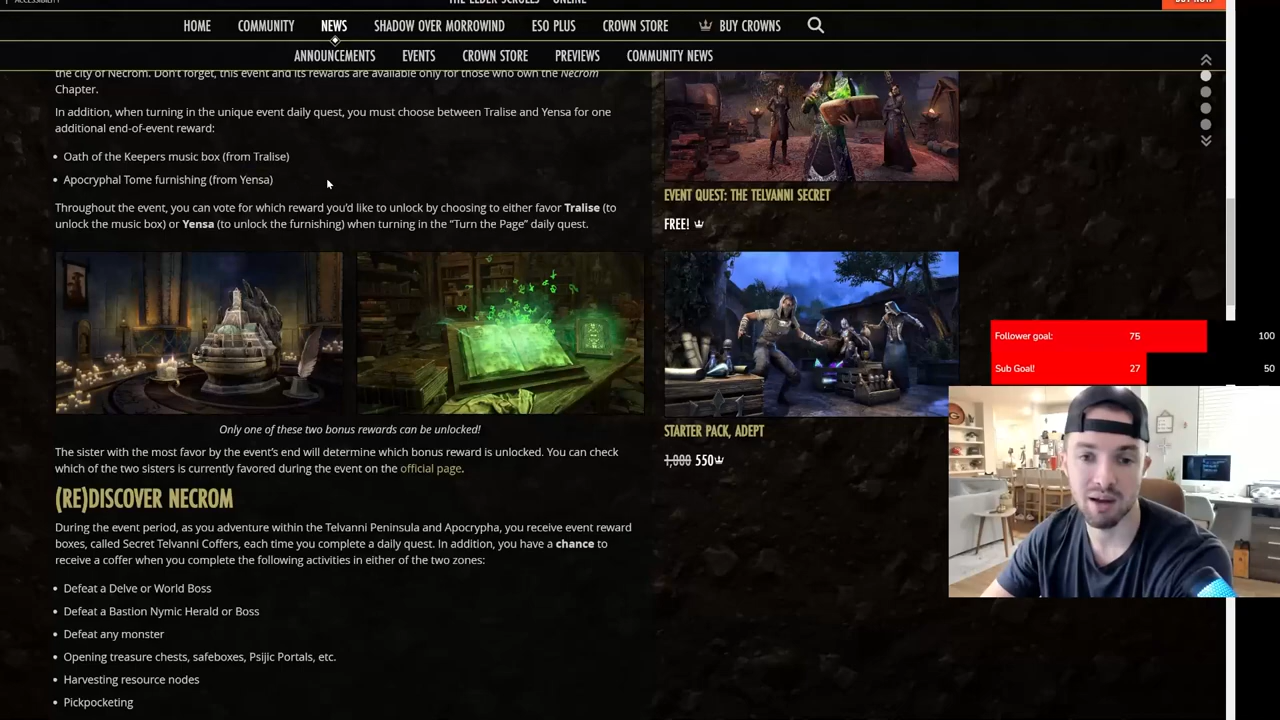 ACCESSIBILITY
THE ELDER SCROLLS ONLINE
BUY NOW
HOME
COMMUNITY
NEWS
SHADOW OVER MORROWIND
ESO PLUS
CROWN STORE
BUY CROWNS
ANNOUNCEMENTS
EVENTS
CROWN STORE
PREVIEWS
COMMUNITY NEWS
the city of Necrom. Don't forget, this event and its rewards are available only for those who own the Necrom
Chapter.
In addition, when turning in the unique event daily quest, you must choose between Tralise and Yensa for one
additional end-of-event reward:
• Oath of the Keepers music box (from Tralise)
• Apocryphal Tome furnishing (from Yensa)
Throughout the event, you can vote for which reward you'd like to unlock by choosing to either favor Tralise (to
unlock the music box) or Yensa (to unlock the furnishing) when turning in the “Turn the Page” daily quest.
Only one of these two bonus rewards can be unlocked!
The sister with the most favor by the event's end will determine which bonus reward is unlocked. You can check
which of the two sisters is currently favored during the event on the official page.
(RE)DISCOVER NECROM
During the event period, as you adventure within the Telvanni Peninsula and Apocrypha, you receive event reward
boxes, called Secret Telvanni Coffers, each time you complete a daily quest. In addition, you have a chance to
receive a coffer when you complete the following activities in either of the two zones:
• Defeat a Delve or World Boss
• Defeat a Bastion Nymic Herald or Boss
• Defeat any monster
• Opening treasure chests, safeboxes, Psijic Portals, etc.
• Harvesting resource nodes
• Pickpocketing
EVENT QUEST: THE TELVANNI SECRET
FREE!
STARTER PACK, ADEPT
1,000 550
Follower goal: 75 100
Sub Goal! 27 50